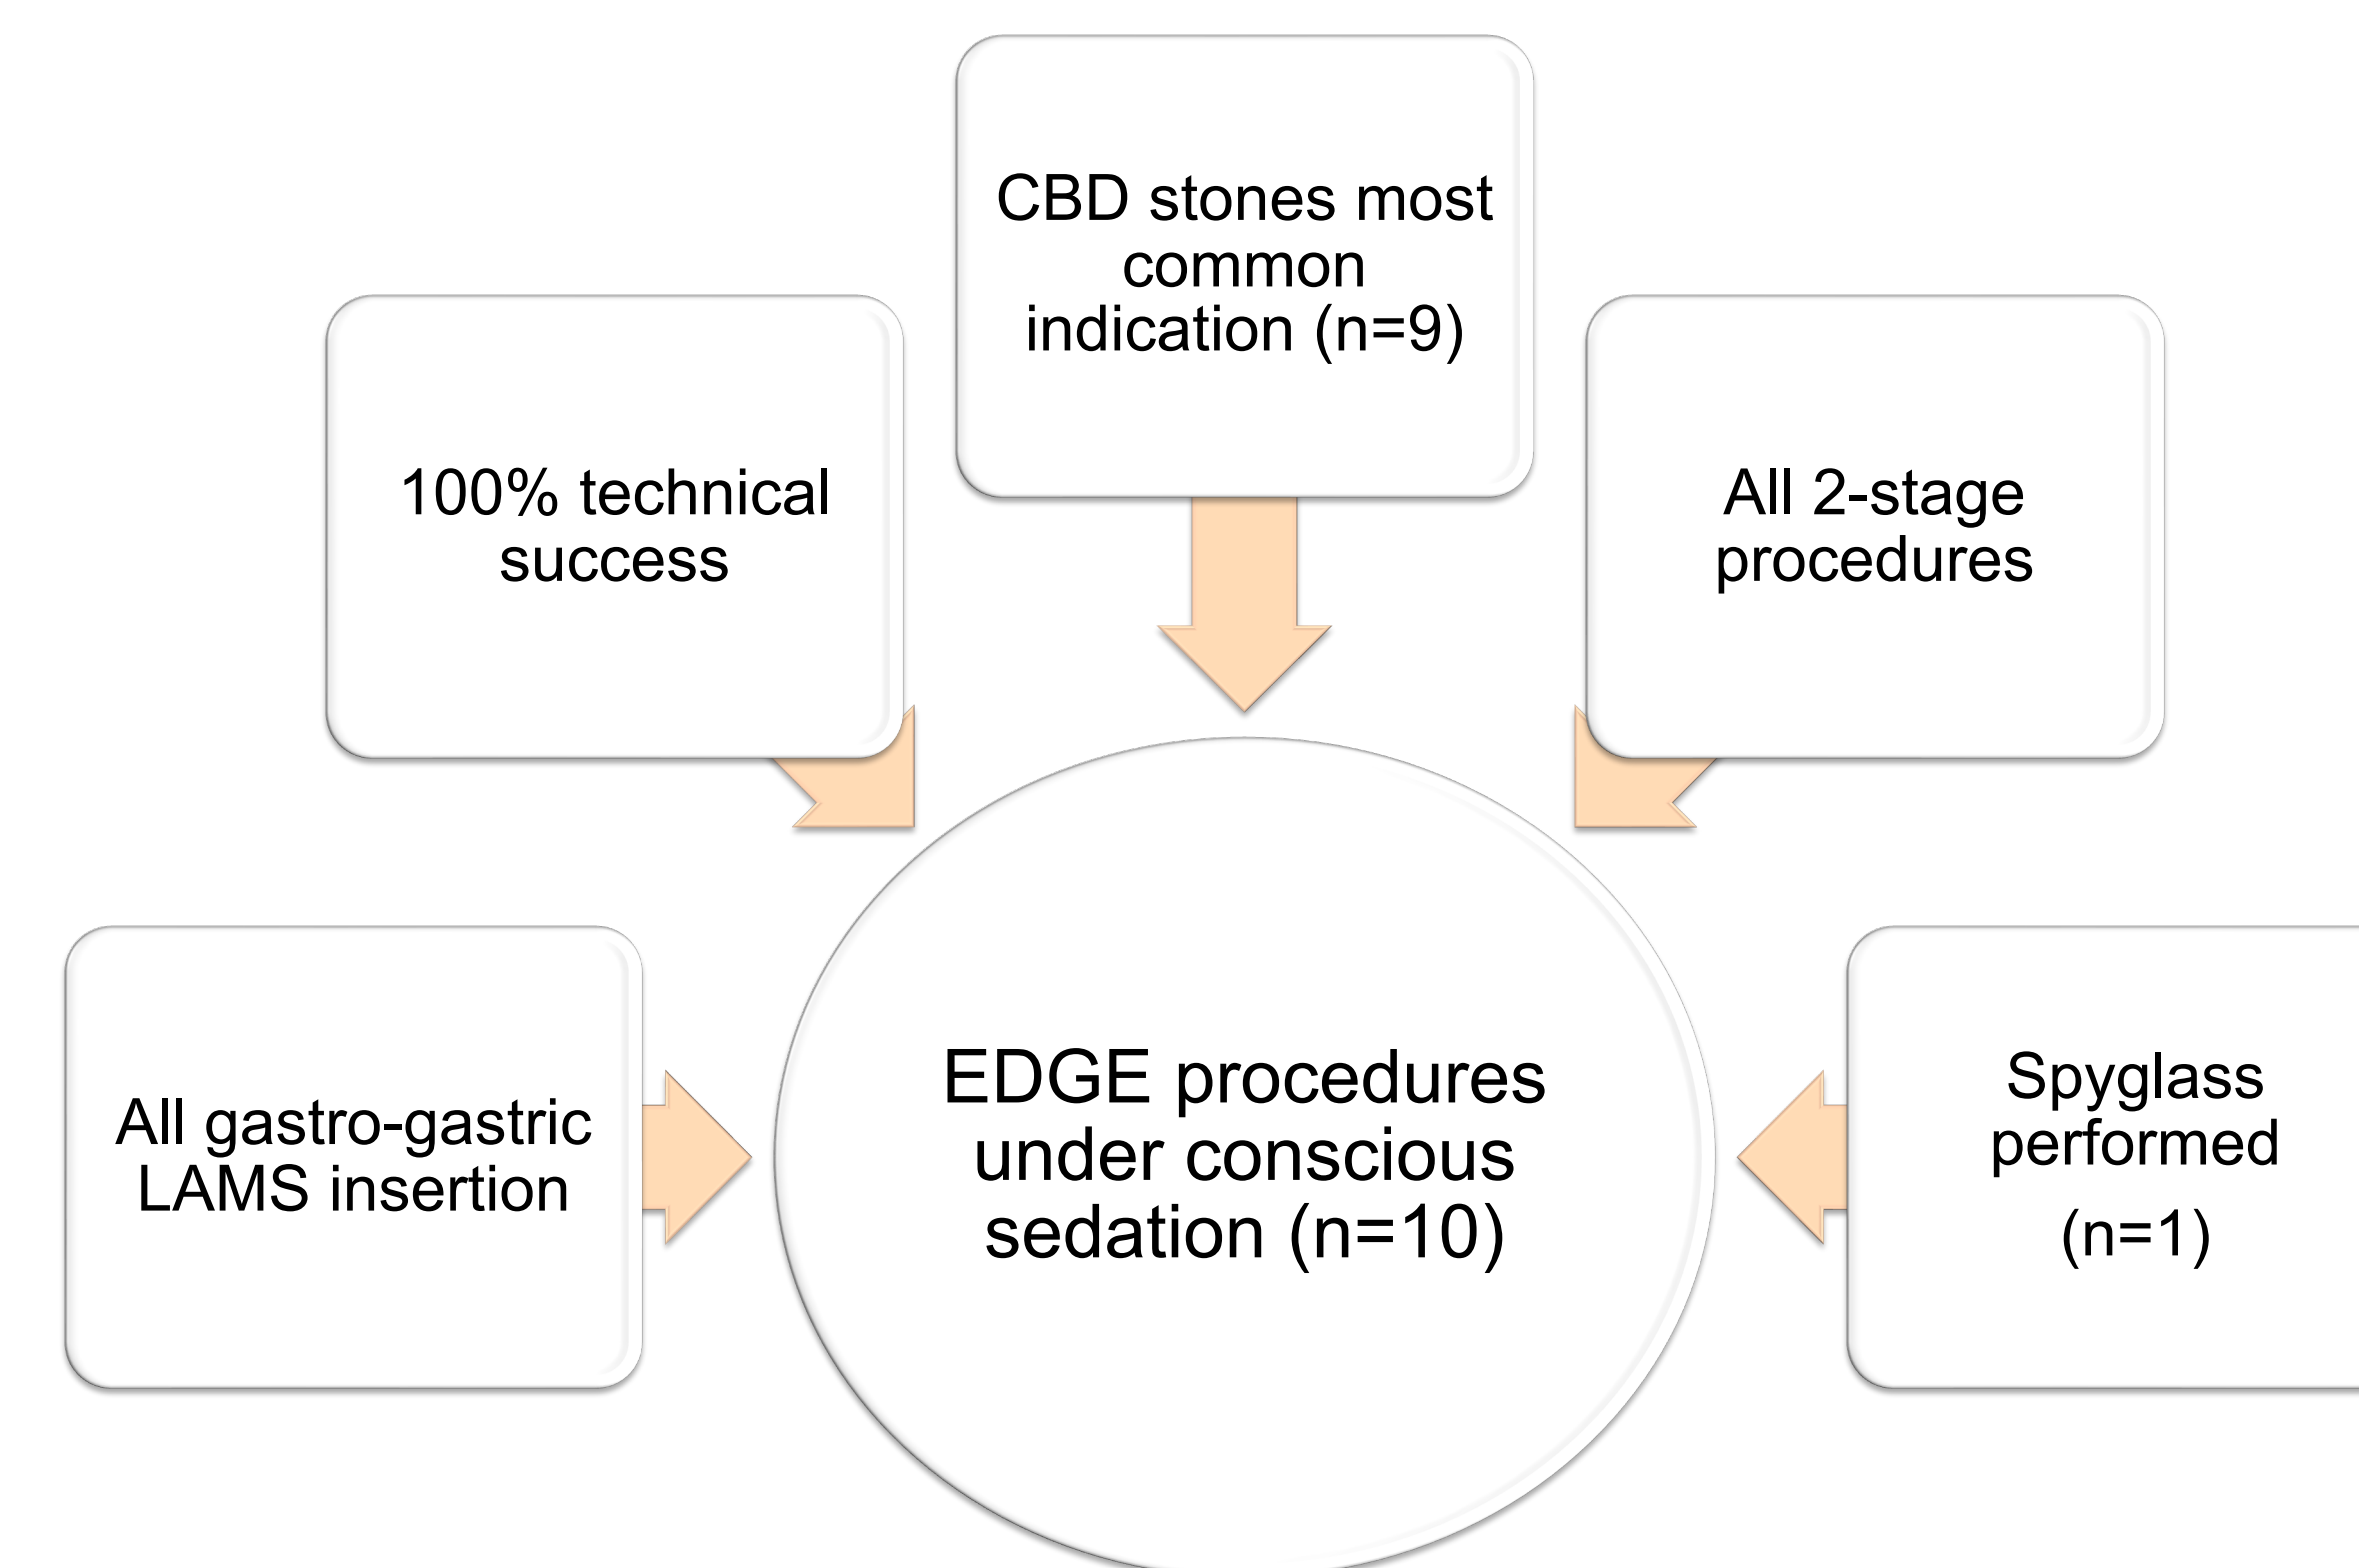 CBD stones most
common
indication (n=9)
100% technical
success
All 2-stage
procedures
All gastro-gastric
LAMS insertion
EDGE procedures
under conscious
sedation (n=10)
Spyglass
performed
(n=1)